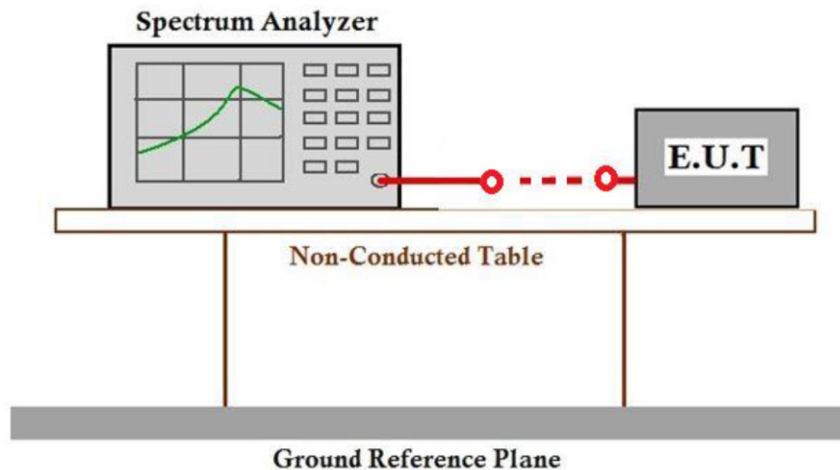 Spectrum Analyzer
E.U.T
Non-Conducted Table
Ground Reference Plane